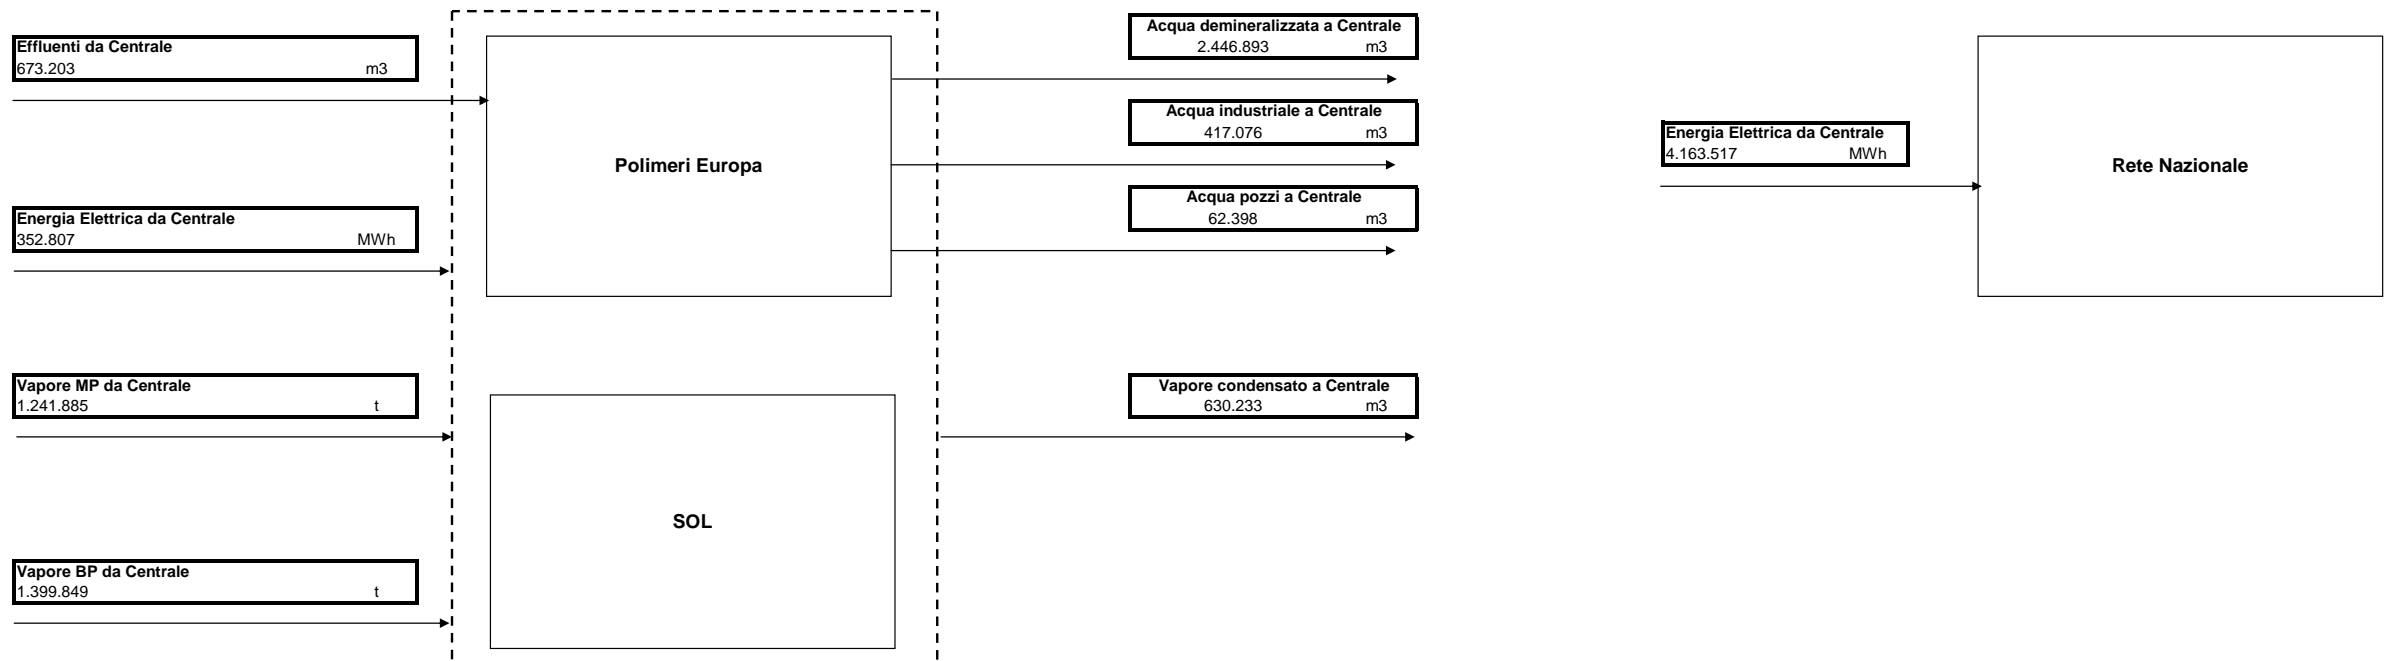 Effluenti da Centrale
673.203 m3
Energia Elettrica da Centrale
352.807 MWh
Vapore MP da Centrale
1.241.885 t
Vapore BP da Centrale
1.399.849 t
Polimeri Europa
SOL
Acqua demineralizzata a Centrale
2.446.893 m3
Acqua industriale a Centrale
417.076 m3
Acqua pozzi a Centrale
62.398 m3
Vapore condensato a Centrale
630.233 m3
Energia Elettrica da Centrale
4.163.517 MWh
Rete Nazionale